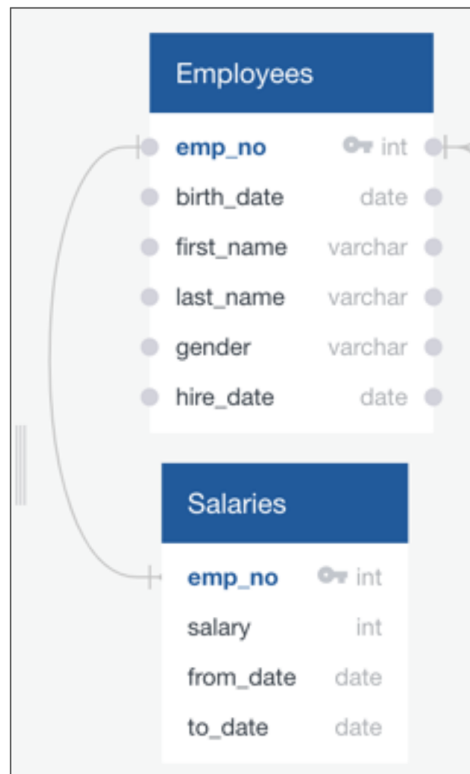 Employees
emp_no int
birth_date date
first_name varchar
last_name varchar
gender varchar
hire_date date
Salaries
emp_no int
salary int
from_date date
to_date date